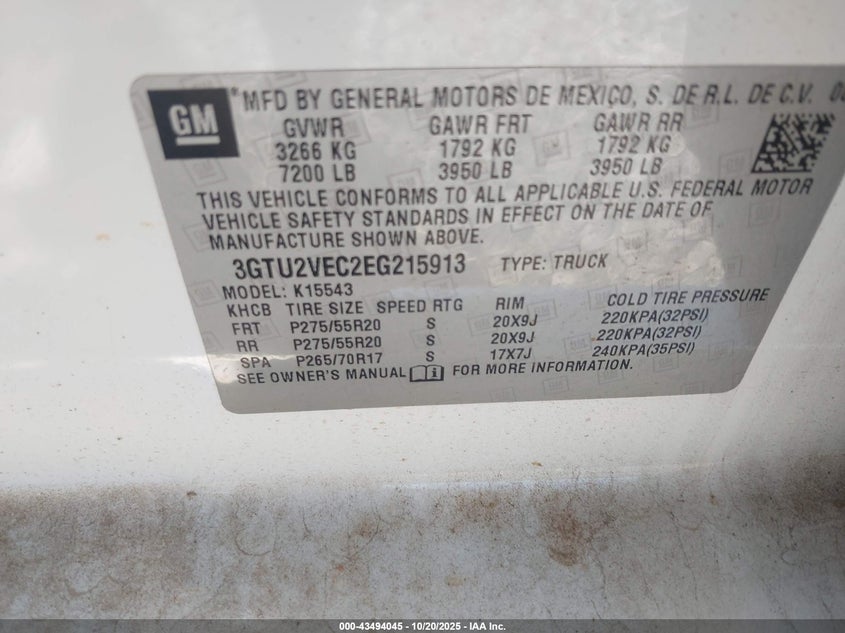 GM
®MFD BY GENERAL MOTORS DE MEXICO, S. DE R.L. DE C.V.
GVWR GAWR FRT GAWR RR
3266 KG 1792 KG 1792 KG
7200 LB 3950 LB 3950 LB
THIS VEHICLE CONFORMS TO ALL APPLICABLE U.S. FEDERAL MOTOR
VEHICLE SAFETY STANDARDS IN EFFECT ON THE DATE OF
MANUFACTURE SHOWN ABOVE.
3GTU2VEC2EG215913 TYPE: TRUCK
MODEL: K15543
KHCB TIRE SIZE SPEED RTG RIM COLD TIRE PRESSURE
FRT P275/55R20 S 20X9J 220KPA(32PSI)
RR P275/55R20 S 20X9J 220KPA(32PSI)
SPA P265/70R17 S 17X7J 240KPA(35PSI)
SEE OWNER'S MANUAL FOR MORE INFORMATION.
000-43494045 | 10/20/2025 - IAA Inc.